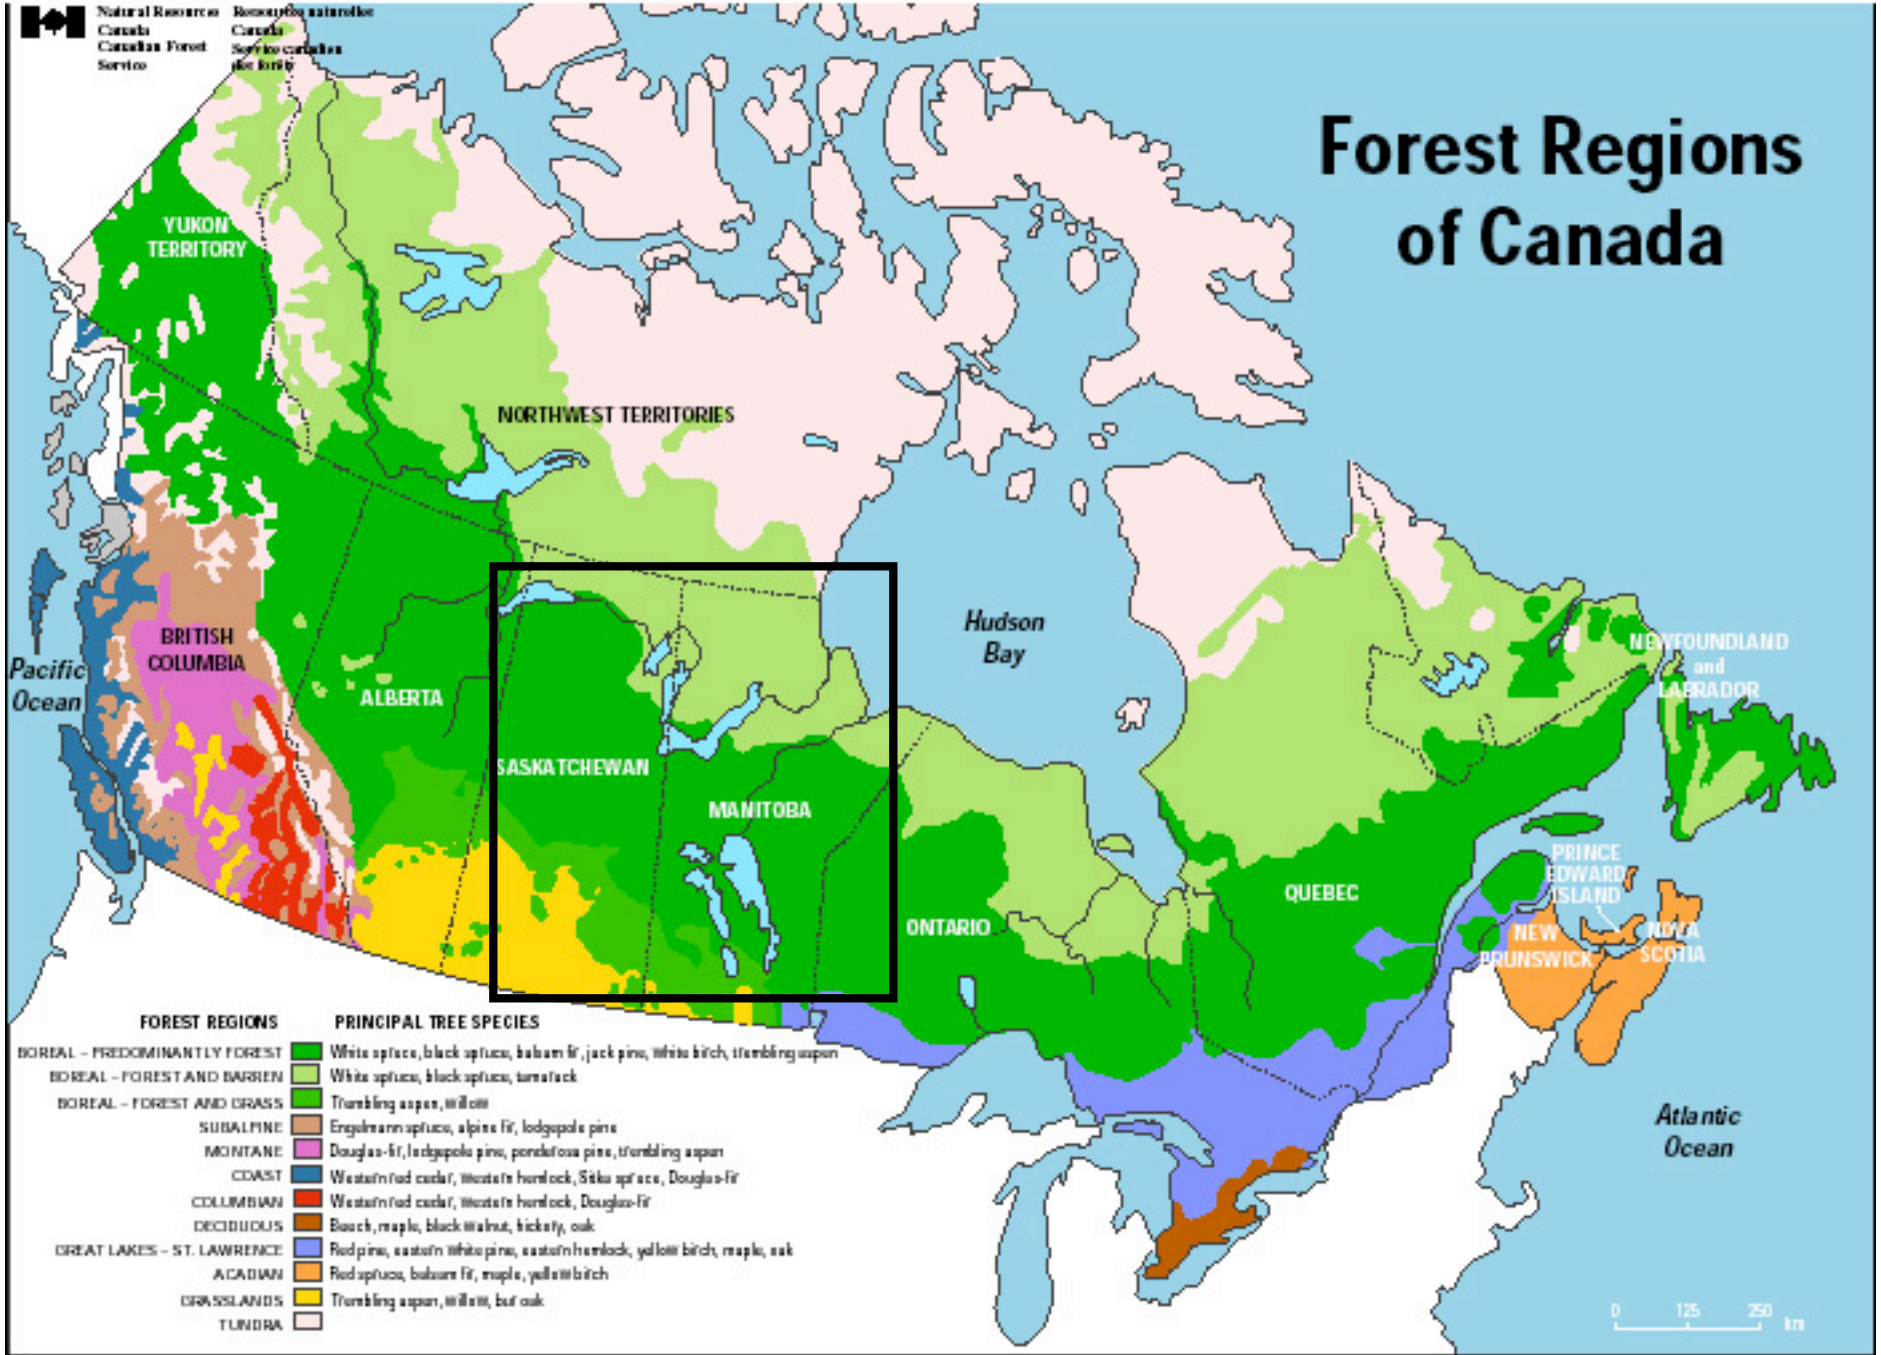 Natural Resources Canada
Canadian Forest Service
Ressources naturelles Canada
Service canadien des forêts
Forest Regions
of Canada
YUKON
TERRITORY
NORTHWEST TERRITORIES
BRITISH
COLUMBIA
ALBERTA
SASKATCHEWAN
MANITOBA
ONTARIO
QUEBEC
NEWFOUNDLAND
and
LABRADOR
PRINCE
EDWARD
ISLAND
NEW
BRUNSWICK
NOVA
SCOTIA
Pacific
Ocean
Hudson
Bay
Atlantic
Ocean
FOREST REGIONS PRINCIPAL TREE SPECIES
BOREAL – PREDOMINANTLY FOREST White spruce, black spruce, balsam fir, jack pine, white birch, trembling aspen
BOREAL – FOREST AND BARREN White spruce, black spruce, tamarack
BOREAL – FOREST AND GRASS Trembling aspen, willow
SUBALPINE Engelmann spruce, alpine fir, lodgepole pine
MONTANE Douglas-fir, lodgepole pine, ponderosa pine, trembling aspen
COAST Western red cedar, western hemlock, Sitka spruce, Douglas-fir
COLUMBIAN Western red cedar, western hemlock, Douglas-fir
DECIDUOUS Beech, maple, black walnut, hickory, oak
GREAT LAKES – ST. LAWRENCE Red pine, eastern white pine, eastern hemlock, yellow birch, maple, oak
ACADIAN Red spruce, balsam fir, maple, yellow birch
GRASSLANDS Trembling aspen, willow, bur oak
TUNDRA
0 125 250
km